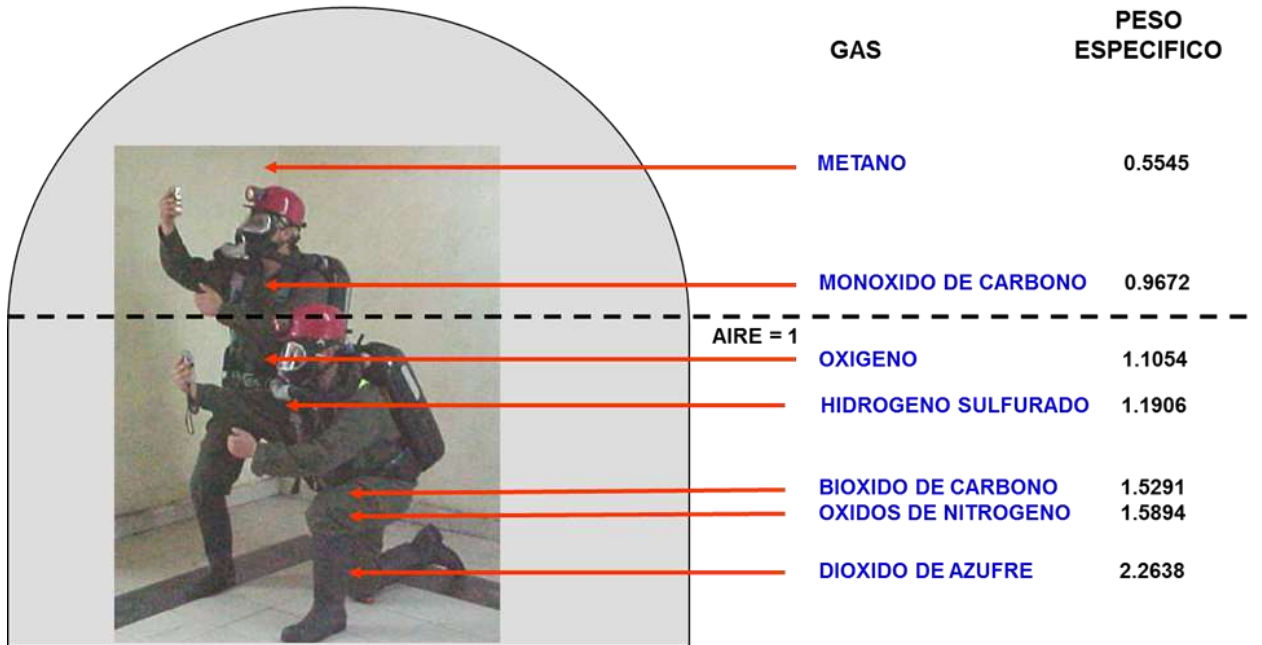 GAS
PESO
ESPECIFICO
METANO 0.5545
MONOXIDO DE CARBONO 0.9672
AIRE = 1
OXIGENO 1.1054
HIDROGENO SULFURADO 1.1906
BIOXIDO DE CARBONO 1.5291
OXIDOS DE NITROGENO 1.5894
DIOXIDO DE AZUFRE 2.2638